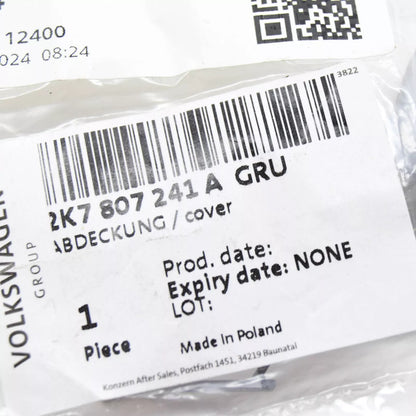 12400
024 08:24
3822
2K7 807 241 A GRU
ABDECKUNG / cover
VOLKSWAGEN
GROUP
Prod. date:
Expiry date: NONE
LOT:
1
Piece
Made in Poland
Konzern After Sales, Postfach 1451, 34219 Baunatal